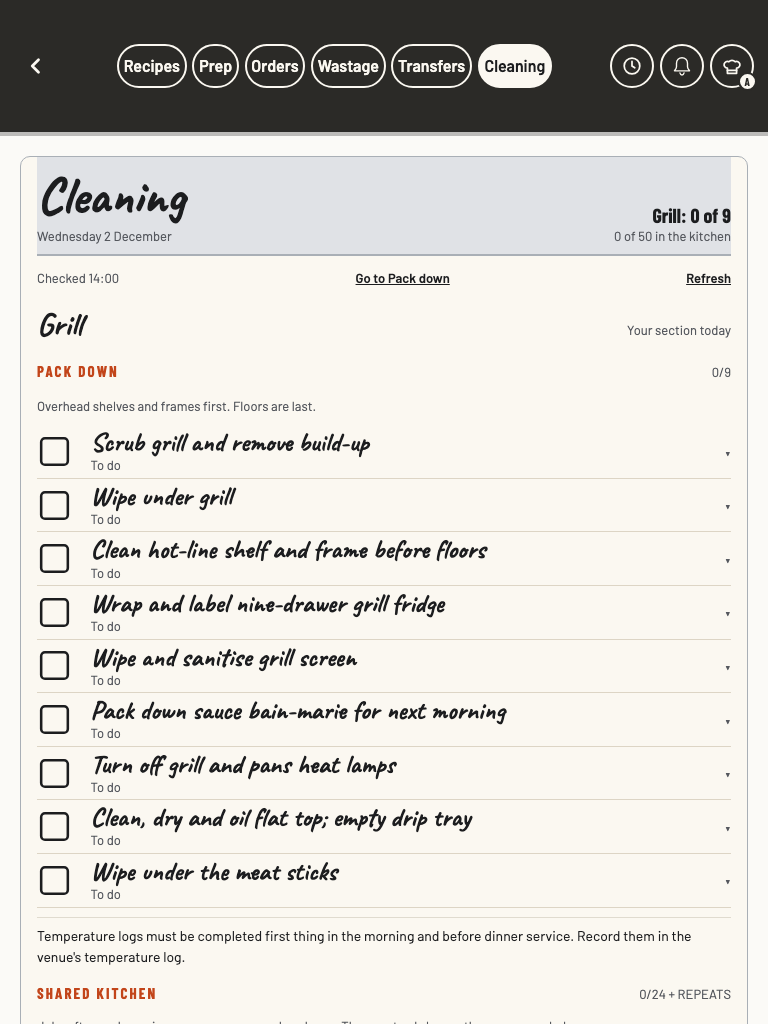 Recipes Prep Orders Wastage Transfers Cleaning
A
Cleaning
Grill: 0 of 9
Wednesday 2 December
0 of 50 in the kitchen
Checked 14:00
Go to Pack down
Refresh
Grill
Your section today
PACK DOWN
0/9
Overhead shelves and frames first. Floors are last.
Scrub grill and remove build-up
To do
Wipe under grill
To do
Clean hot-line shelf and frame before floors
To do
Wrap and label nine-drawer grill fridge
To do
Wipe and sanitise grill screen
To do
Pack down sauce bain-marie for next morning
To do
Turn off grill and pans heat lamps
To do
Clean, dry and oil flat top; empty drip tray
To do
Wipe under the meat sticks
To do
Temperature logs must be completed first thing in the morning and before dinner service. Record them in the
venue's temperature log.
SHARED KITCHEN
0/24 + REPEATS